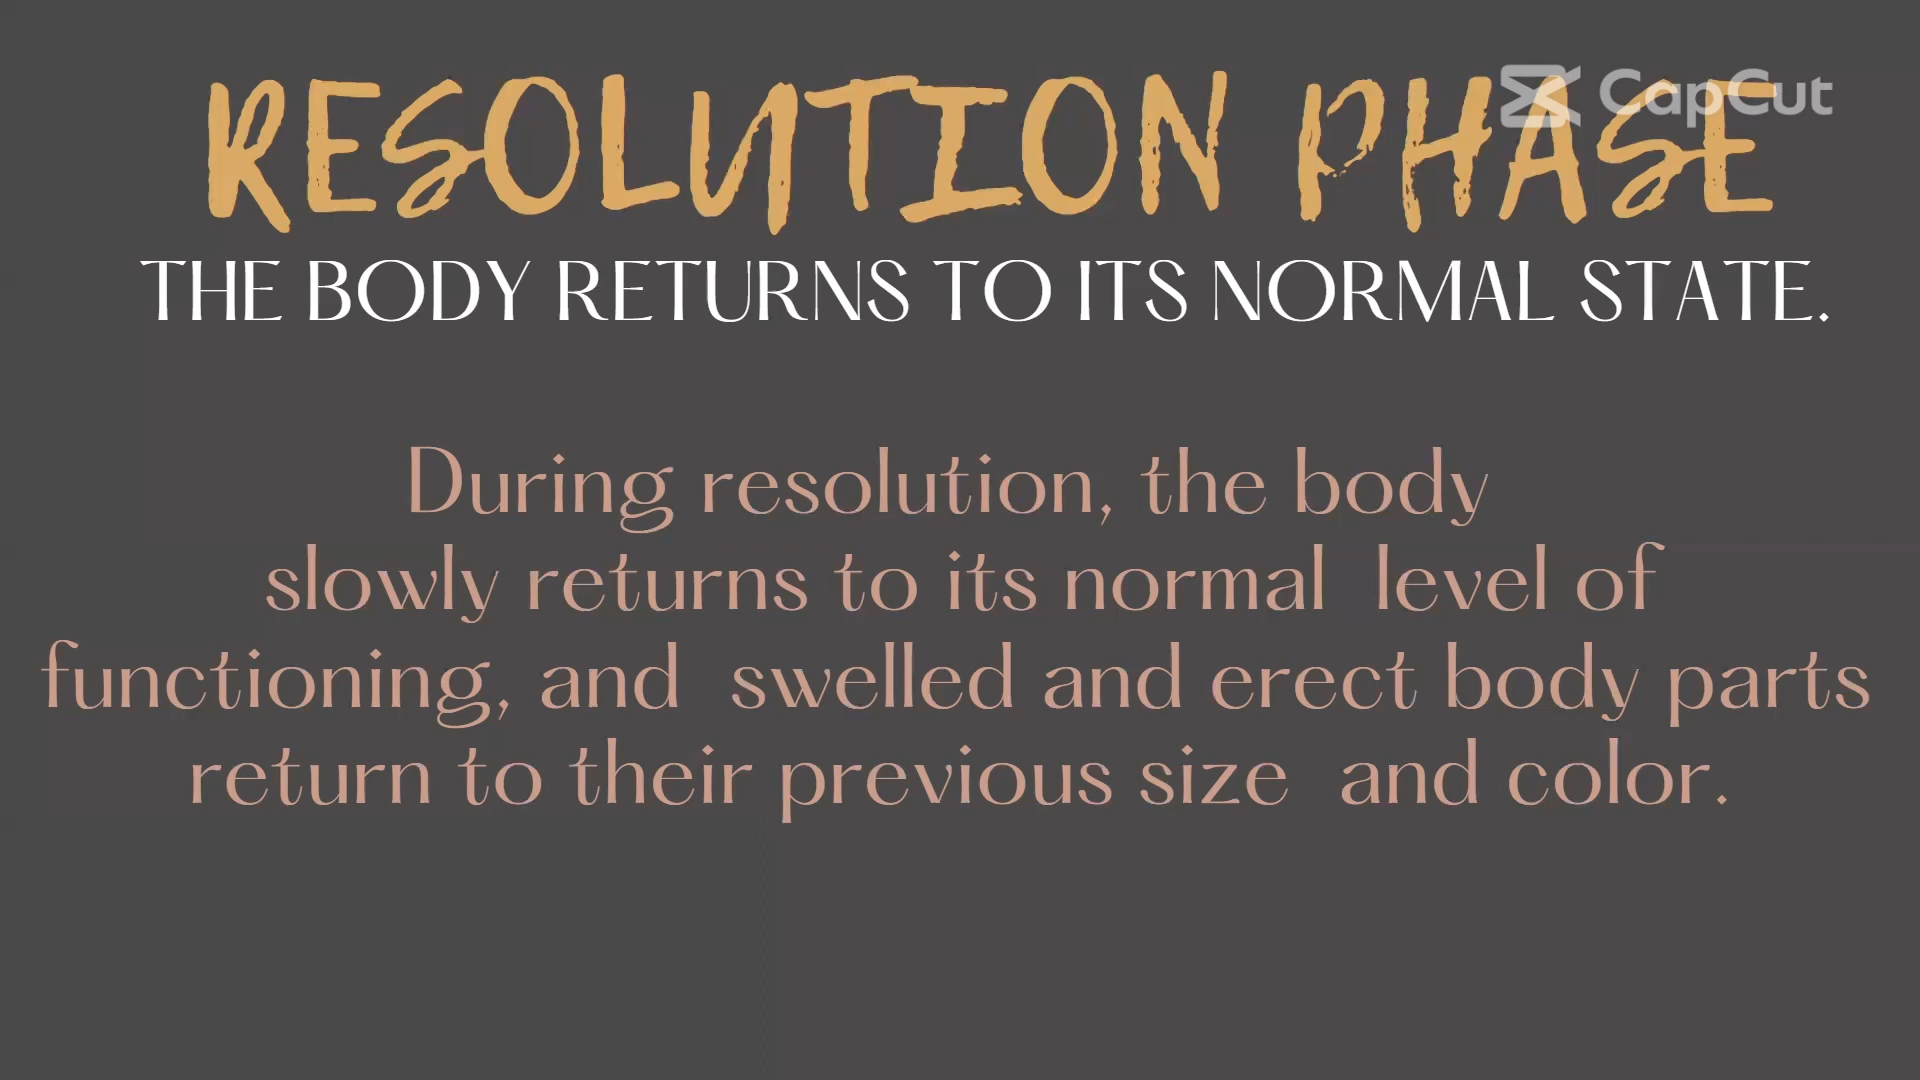 RESOLUTION PHASE
CapCut
THE BODY RETURNS TO ITS NORMAL STATE.
During resolution, the body
slowly returns to its normal level of
functioning, and swelled and erect body parts
return to their previous size and color.